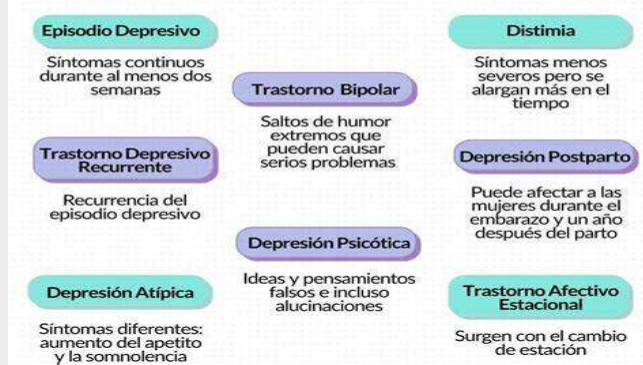 Episodio Depresivo
Síntomas continuos
durante al menos dos
semanas
Trastorno Depresivo
Recurrente
Recurrencia del
episodio depresivo
Depresión Atípica
Síntomas diferentes:
aumento del apetito
y la somnolencia
Trastorno Bipolar
Saltos de humor
extremos que
pueden causar
serios problemas
Depresión Psicótica
Ideas y pensamientos
falsos e incluso
alucinaciones
Distimia
Síntomas menos
severos pero se
alargan más en el
tiempo
Depresión Postparto
Puede afectar a las
mujeres durante el
embarazo y un año
después del parto
Trastorno Afectivo
Estacional
Surgen con el cambio
de estación